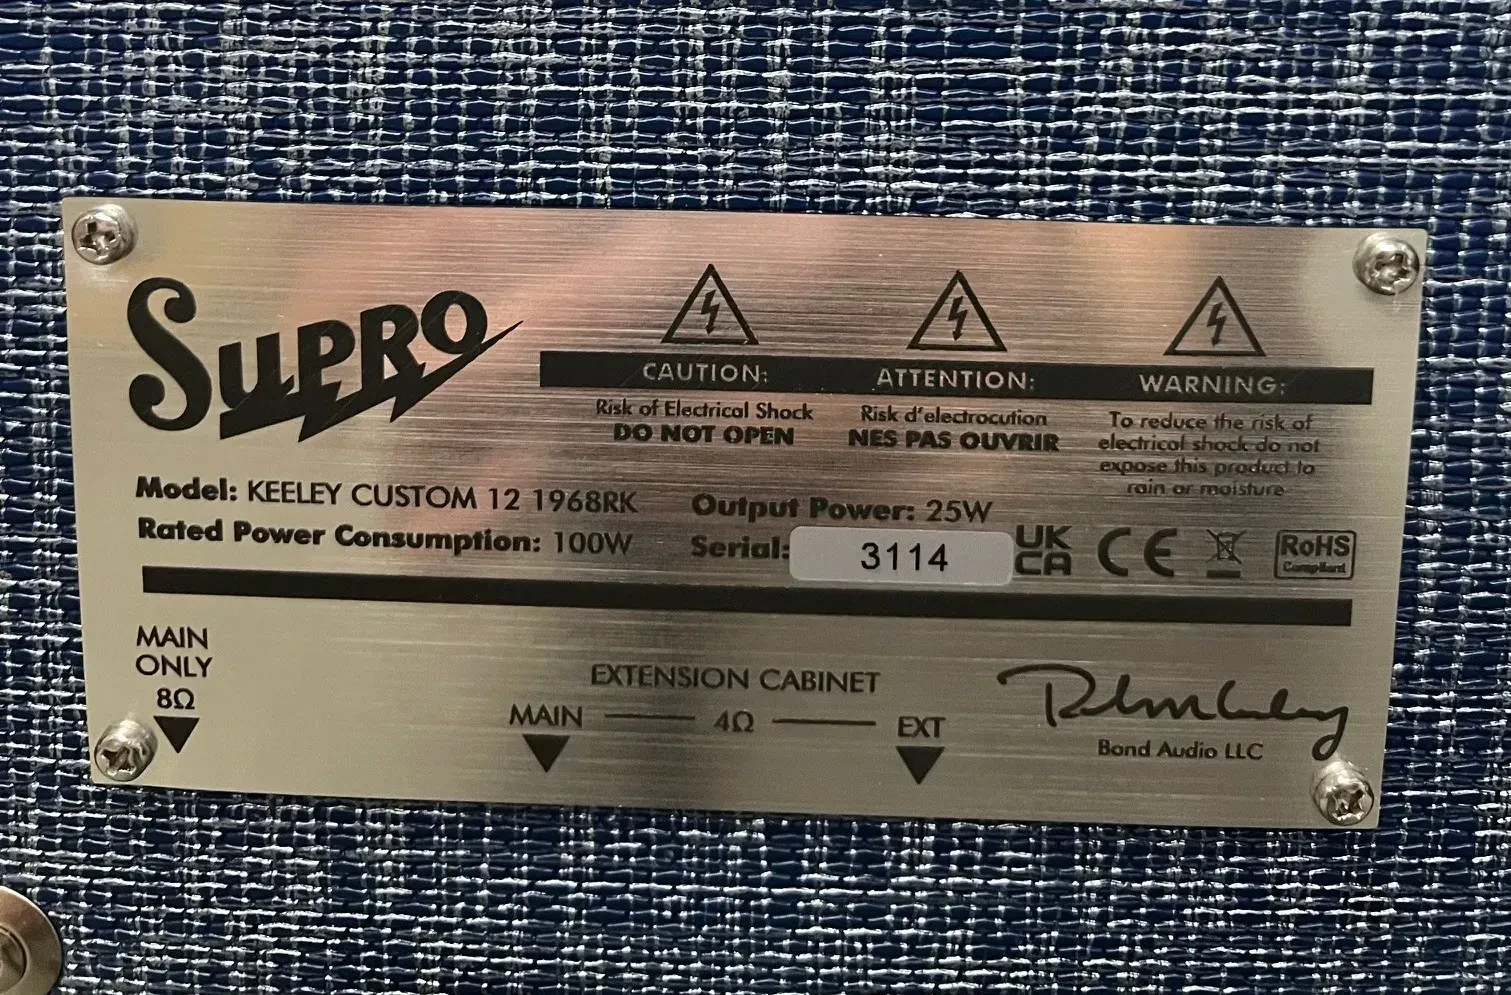 SUPRO
CAUTION:
Risk of Electrical Shock
DO NOT OPEN
ATTENTION:
Risk d'electrocution
NES PAS OUVRIR
WARNING:
To reduce the risk of
electrical shock do not
expose this product to
rain or moisture
Model: KEELEY CUSTOM 12 1968RK
Output Power: 25W
Rated Power Consumption: 100W
Serial: 3114
UK
CA
CE
RoHS
Compliant
MAIN
ONLY
8Ω
EXTENSION CABINET
MAIN 4Ω EXT
Bond Audio LLC